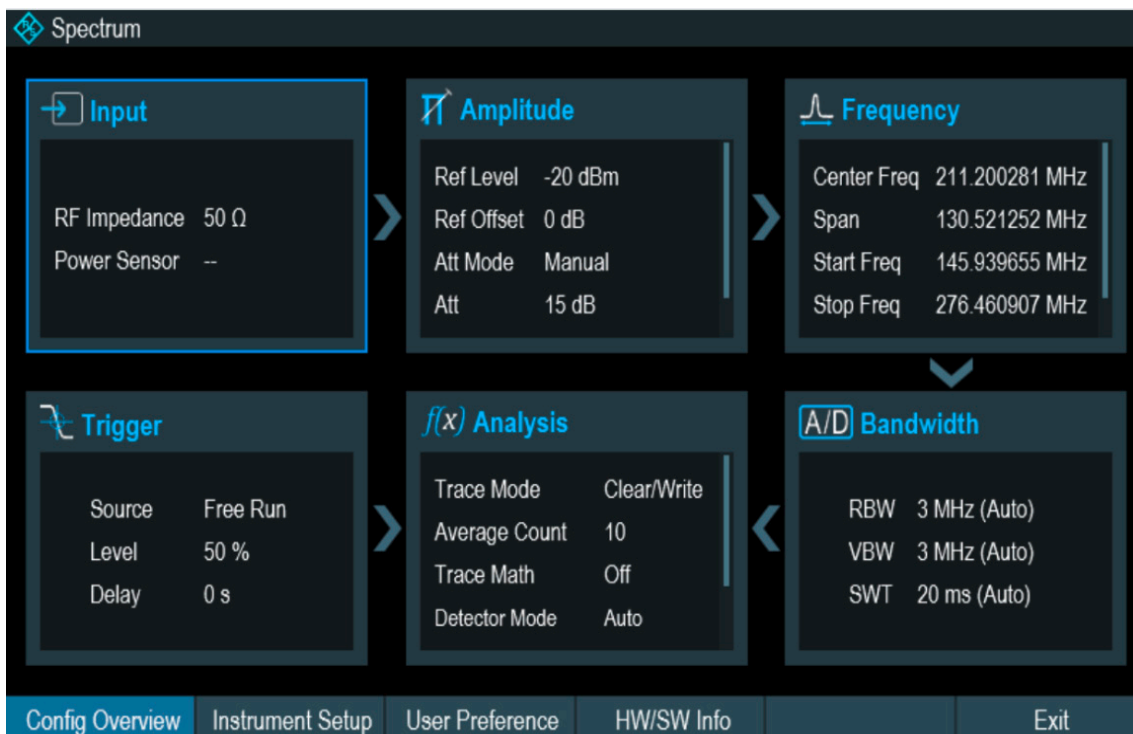 Spectrum
Input
RF Impedance 50 Ω
Power Sensor --
Amplitude
Ref Level -20 dBm
Ref Offset 0 dB
Att Mode Manual
Att 15 dB
Frequency
Center Freq 211.200281 MHz
Span 130.521252 MHz
Start Freq 145.939655 MHz
Stop Freq 276.460907 MHz
Trigger
Source Free Run
Level 50 %
Delay 0 s
f(x) Analysis
Trace Mode Clear/Write
Average Count 10
Trace Math Off
Detector Mode Auto
A/D Bandwidth
RBW 3 MHz (Auto)
VBW 3 MHz (Auto)
SWT 20 ms (Auto)
Config Overview Instrument Setup User Preference HW/SW Info Exit